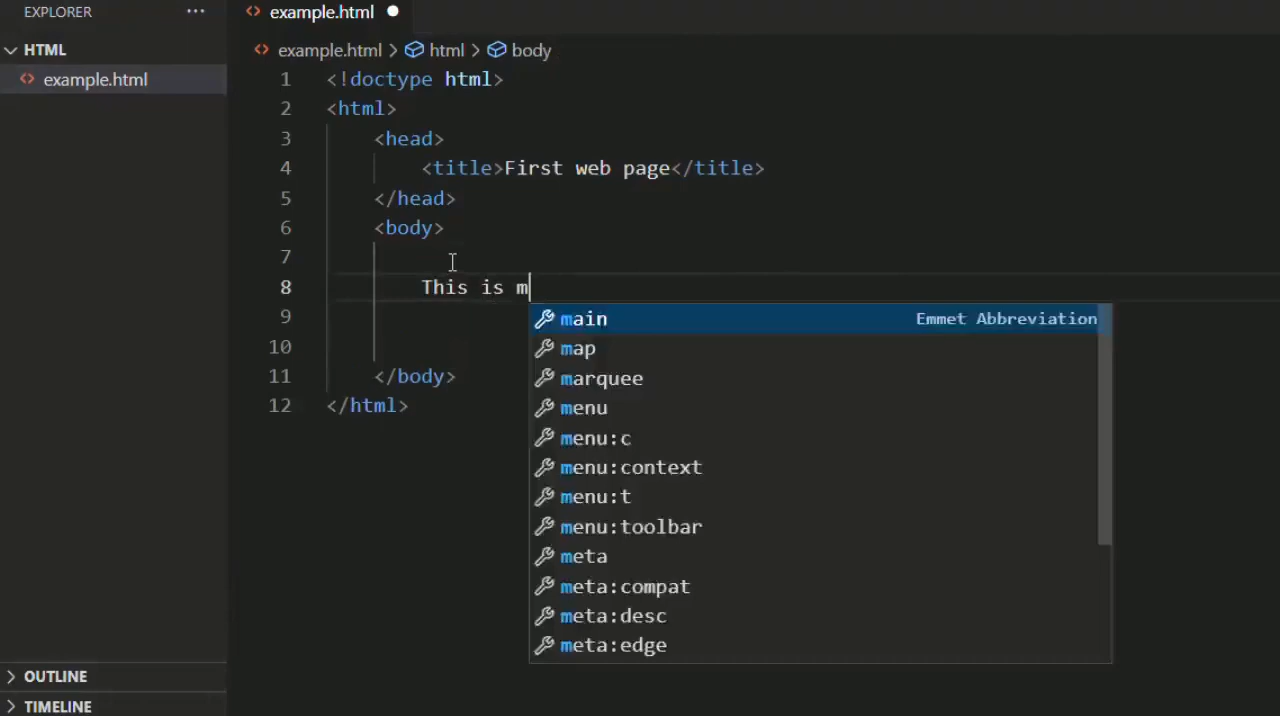 EXPLORER ···
HTML
example.html
OUTLINE
TIMELINE
example.html
example.html > html > body
1 <!doctype html>
2 <html>
3 <head>
4 <title>First web page</title>
5 </head>
6 <body>
7
8 This is m
9
10
11 </body>
12 </html>
main Emmet Abbreviation
map
marquee
menu
menu:c
menu:context
menu:t
menu:toolbar
meta
meta:compat
meta:desc
meta:edge